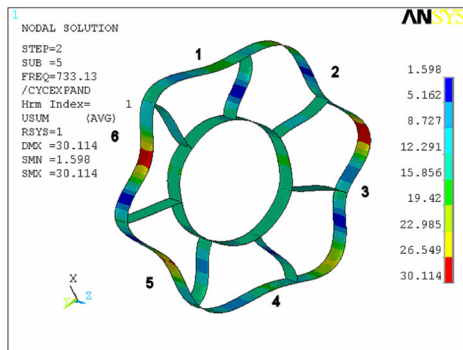 1
ANSYS
NODAL SOLUTION
STEP=2
SUB =5
FREQ=733.13
/CYCEXPAND
Hrm Index= 1
USUM (AVG)
RSYS=1
DMX =30.114
SMN =1.598
SMX =30.114
1
2
3
4
5
6
1.598
5.162
8.727
12.291
15.856
19.42
22.985
26.549
30.114
X
Y
Z